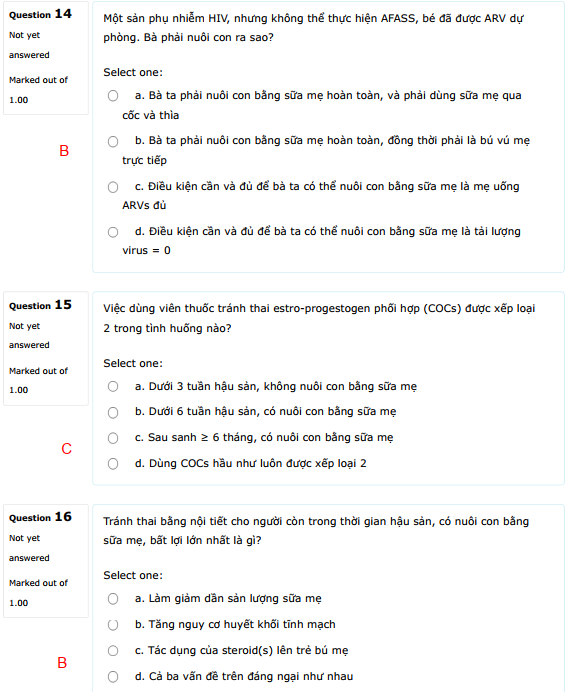 Question 14
Not yet
answered
Marked out of
1.00
B
Một sản phụ nhiễm HIV, nhưng không thể thực hiện AFASS, bé đã được ARV dự
phòng. Bà phải nuôi con ra sao?
Select one:
a. Bà ta phải nuôi con bằng sữa mẹ hoàn toàn, và phải dùng sữa mẹ qua
cốc và thìa
b. Bà ta phải nuôi con bằng sữa mẹ hoàn toàn, đồng thời phải là bú vú mẹ
trực tiếp
c. Điều kiện cần và đủ để bà ta có thể nuôi con bằng sữa mẹ là mẹ uống
ARVs đủ
d. Điều kiện cần và đủ để bà ta có thể nuôi con bằng sữa mẹ là tải lượng
virus = 0
Question 15
Not yet
answered
Marked out of
1.00
C
Việc dùng viên thuốc tránh thai estro-progestogen phối hợp (COCs) được xếp loại
2 trong tình huống nào?
Select one:
a. Dưới 3 tuần hậu sản, không nuôi con bằng sữa mẹ
b. Dưới 6 tuần hậu sản, có nuôi con bằng sữa mẹ
c. Sau sanh ≥ 6 tháng, có nuôi con bằng sữa mẹ
d. Dùng COCs hầu như luôn được xếp loại 2
Question 16
Not yet
answered
Marked out of
1.00
B
Tránh thai bằng nội tiết cho người còn trong thời gian hậu sản, có nuôi con bằng
sữa mẹ, bất lợi lớn nhất là gì?
Select one:
a. Làm giảm dần sản lượng sữa mẹ
b. Tăng nguy cơ huyết khối tĩnh mạch
c. Tác dụng của steroid(s) lên trẻ bú mẹ
d. Cả ba vấn đề trên đáng ngại như nhau